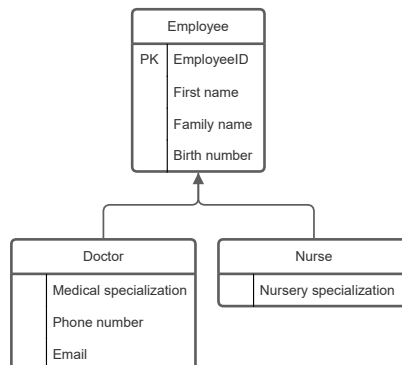 Employee
PK EmployeeID
First name
Family name
Birth number
Doctor
Medical specialization
Phone number
Email
Nurse
Nursery specialization